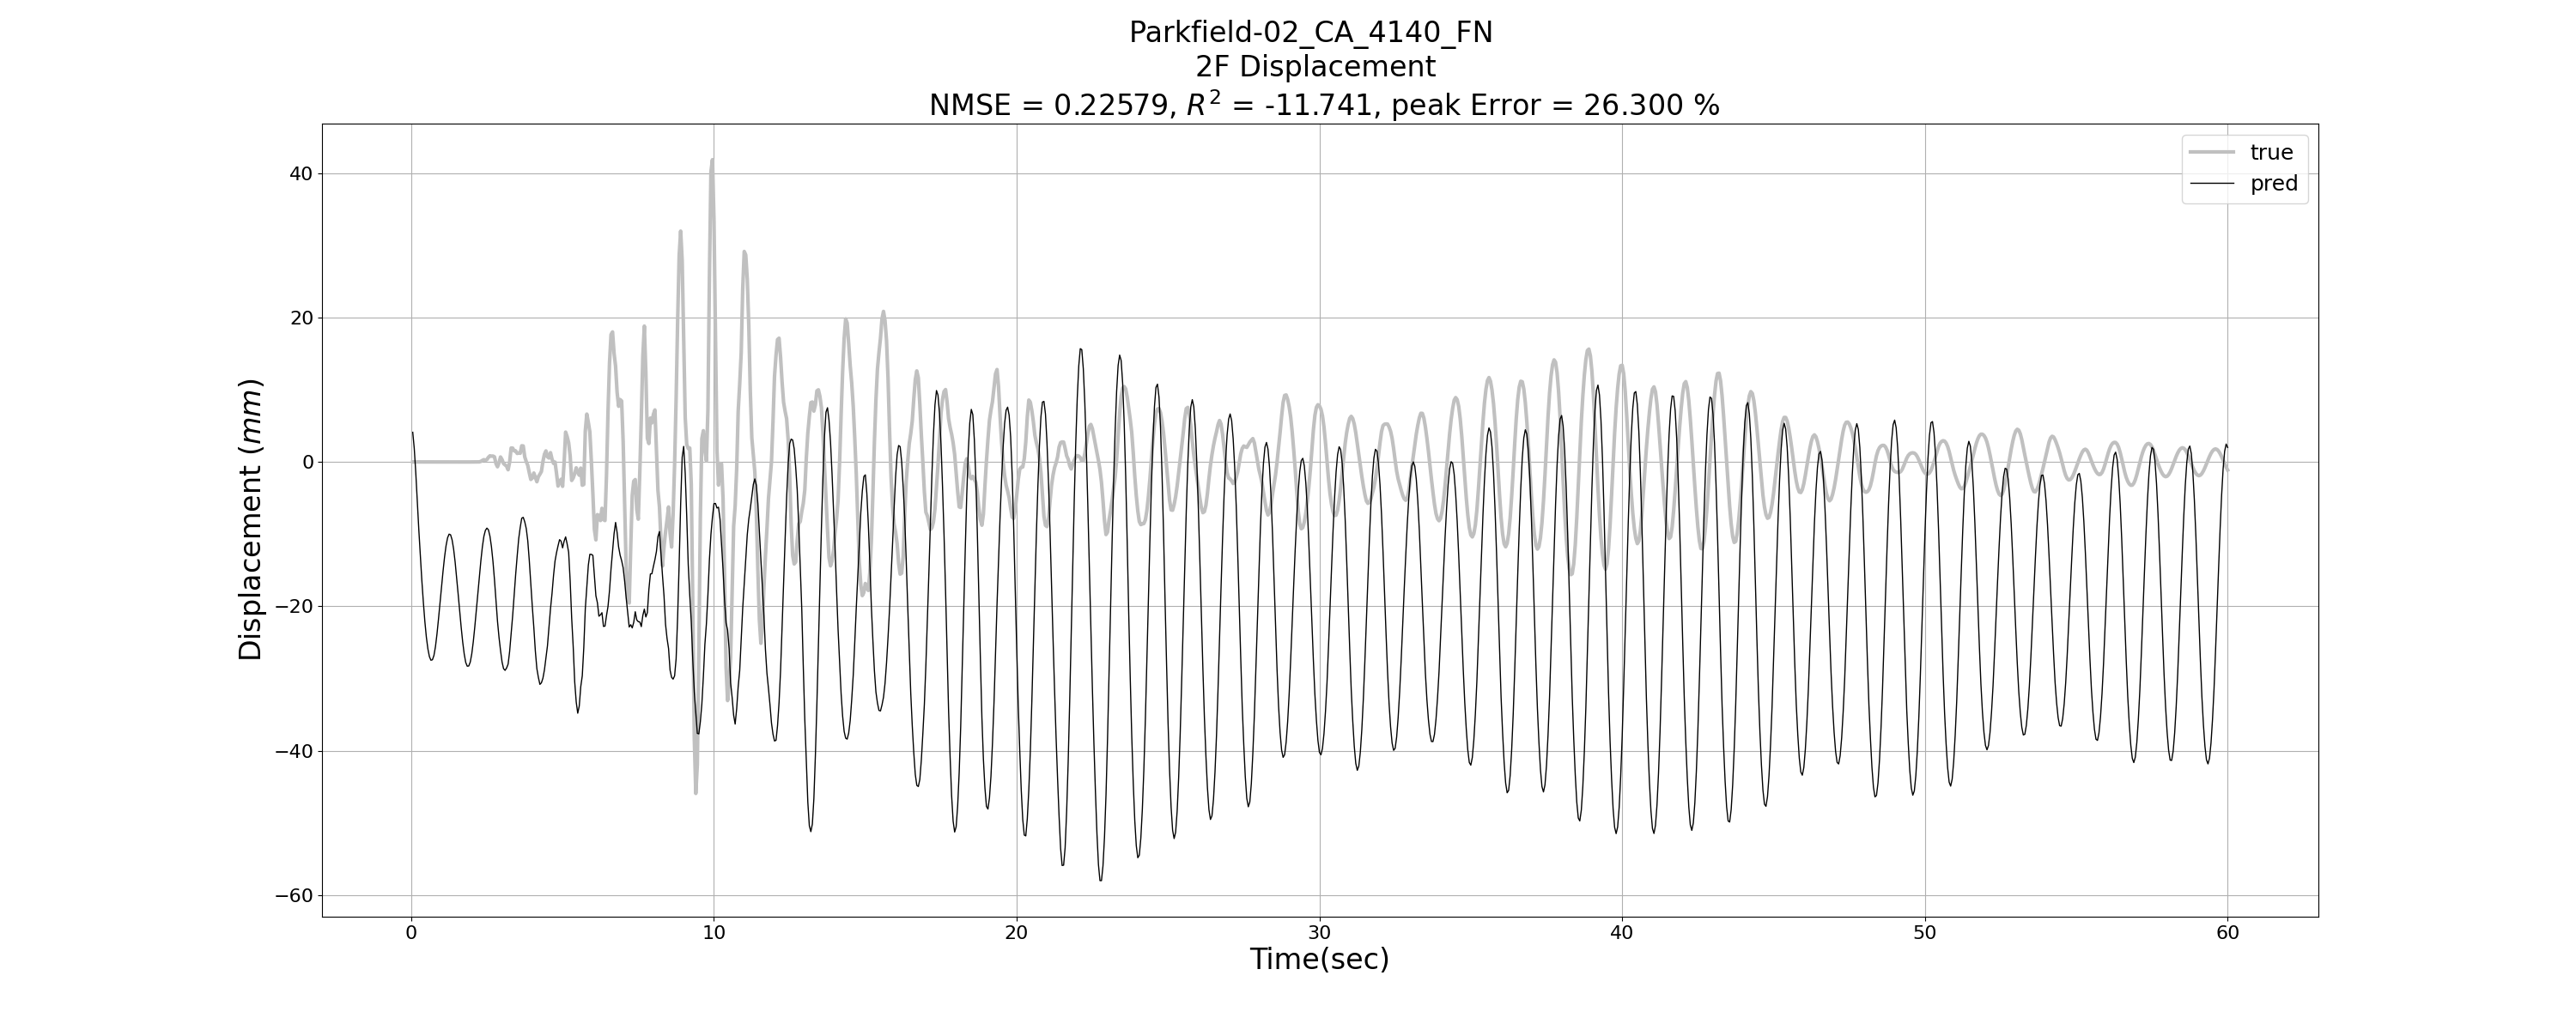 Parkfield-02_CA_4140_FN
2F Displacement
NMSE = 0.22579, R² = -11.741, peak Error = 26.300 %
true
pred
Displacement (mm)
40
20
0
−20
−40
−60
0 10 20 30 40 50 60
Time(sec)